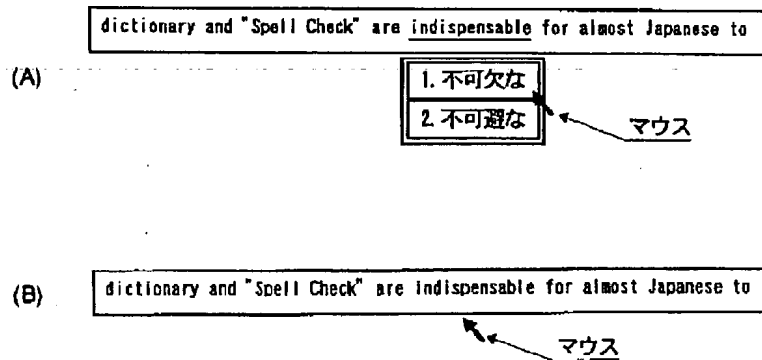 dictionary and "Spell Check" are indispensable for almost Japanese to
(A)
1. 不可欠な
2. 不可避な
マウス
(B)
dictionary and "Spell Check" are indispensable for almost Japanese to
マウス